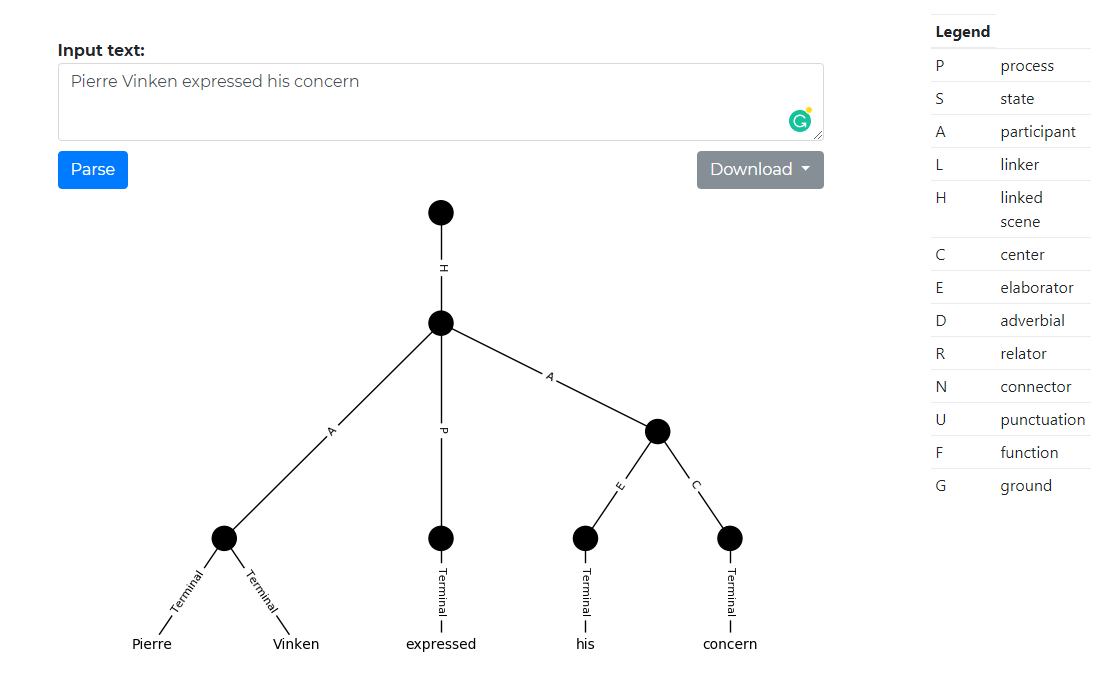 Input text:
Pierre Vinken expressed his concern
G
Parse
Download
H
A
A
P
E
C
Terminal
Terminal
Terminal
Terminal
Terminal
Pierre
Vinken
expressed
his
concern
Legend
P process
S state
A participant
L linker
H linked
scene
C center
E elaborator
D adverbial
R relator
N connector
U punctuation
F function
G ground